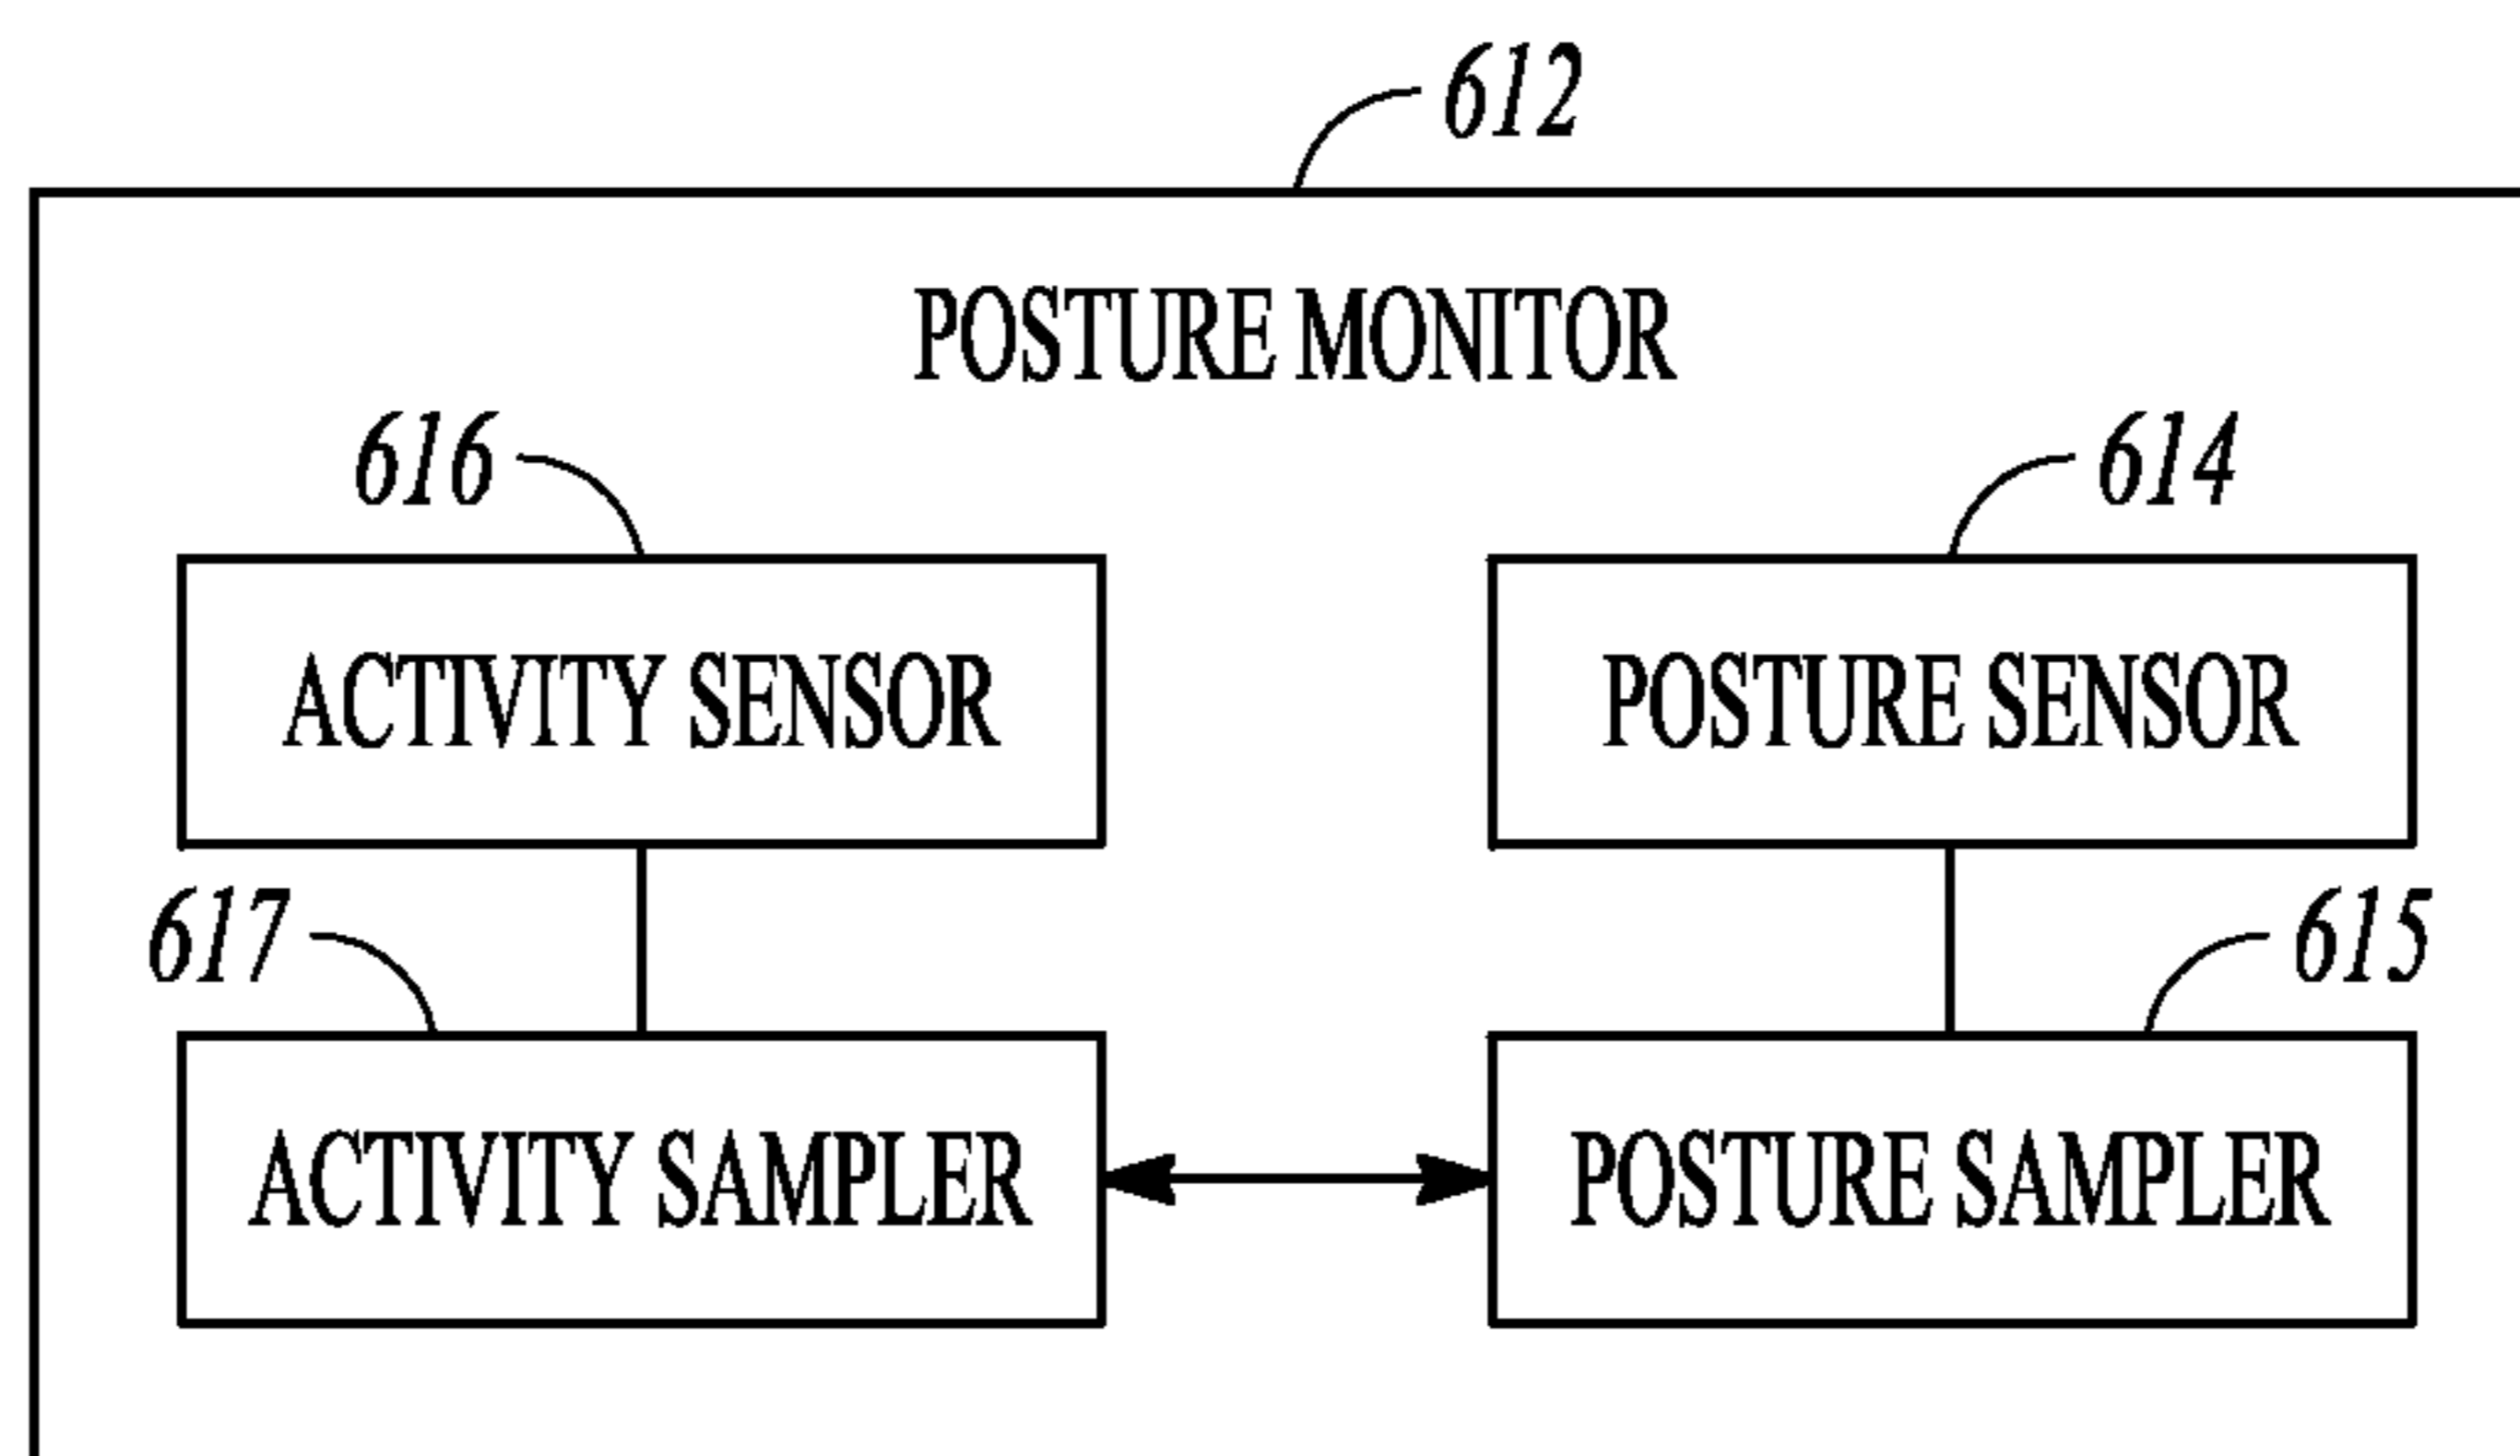 612
POSTURE MONITOR
616
614
ACTIVITY SENSOR
POSTURE SENSOR
617
615
ACTIVITY SAMPLER
POSTURE SAMPLER